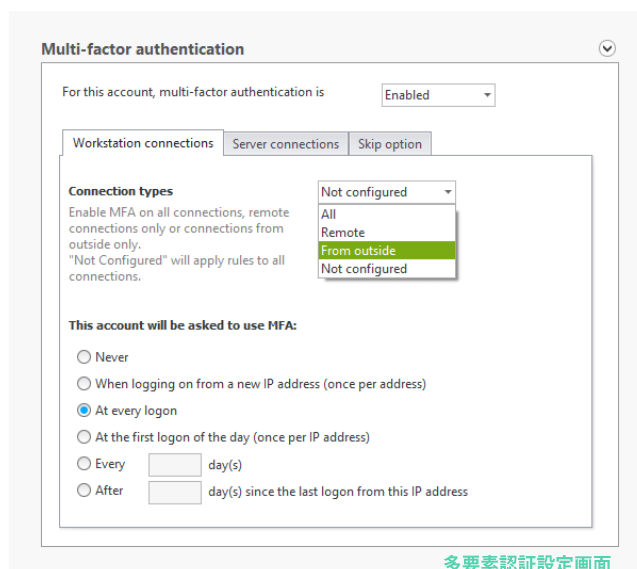 Multi-factor authentication
For this account, multi-factor authentication is
Enabled
Workstation connections
Server connections
Skip option
Connection types
Not configured
Enable MFA on all connections, remote
connections only or connections from
outside only.
"Not Configured" will apply rules to all
connections.
All
Remote
From outside
Not configured
This account will be asked to use MFA:
Never
When logging on from a new IP address (once per address)
At every logon
At the first logon of the day (once per IP address)
Every day(s)
After day(s) since the last logon from this IP address
多要素認証設定画面